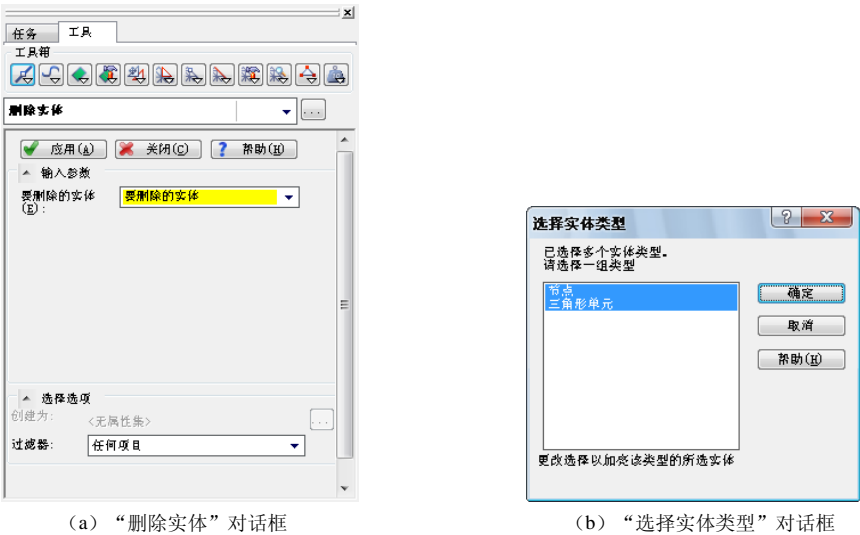 任务 工具
工具箱
删除实体
...
应用(A) 关闭(C) ? 帮助(H)
输入参数
要删除的实体
(E): 要删除的实体
选择选项
创建为: <无属性集> ...
过滤器: 任何项目
(a) “删除实体”对话框
选择实体类型
已选择多个实体类型。
请选择一组类型
节点
三角形单元
确定
取消
帮助(H)
更改选择以加亮该类型的所选实体
(b) “选择实体类型”对话框